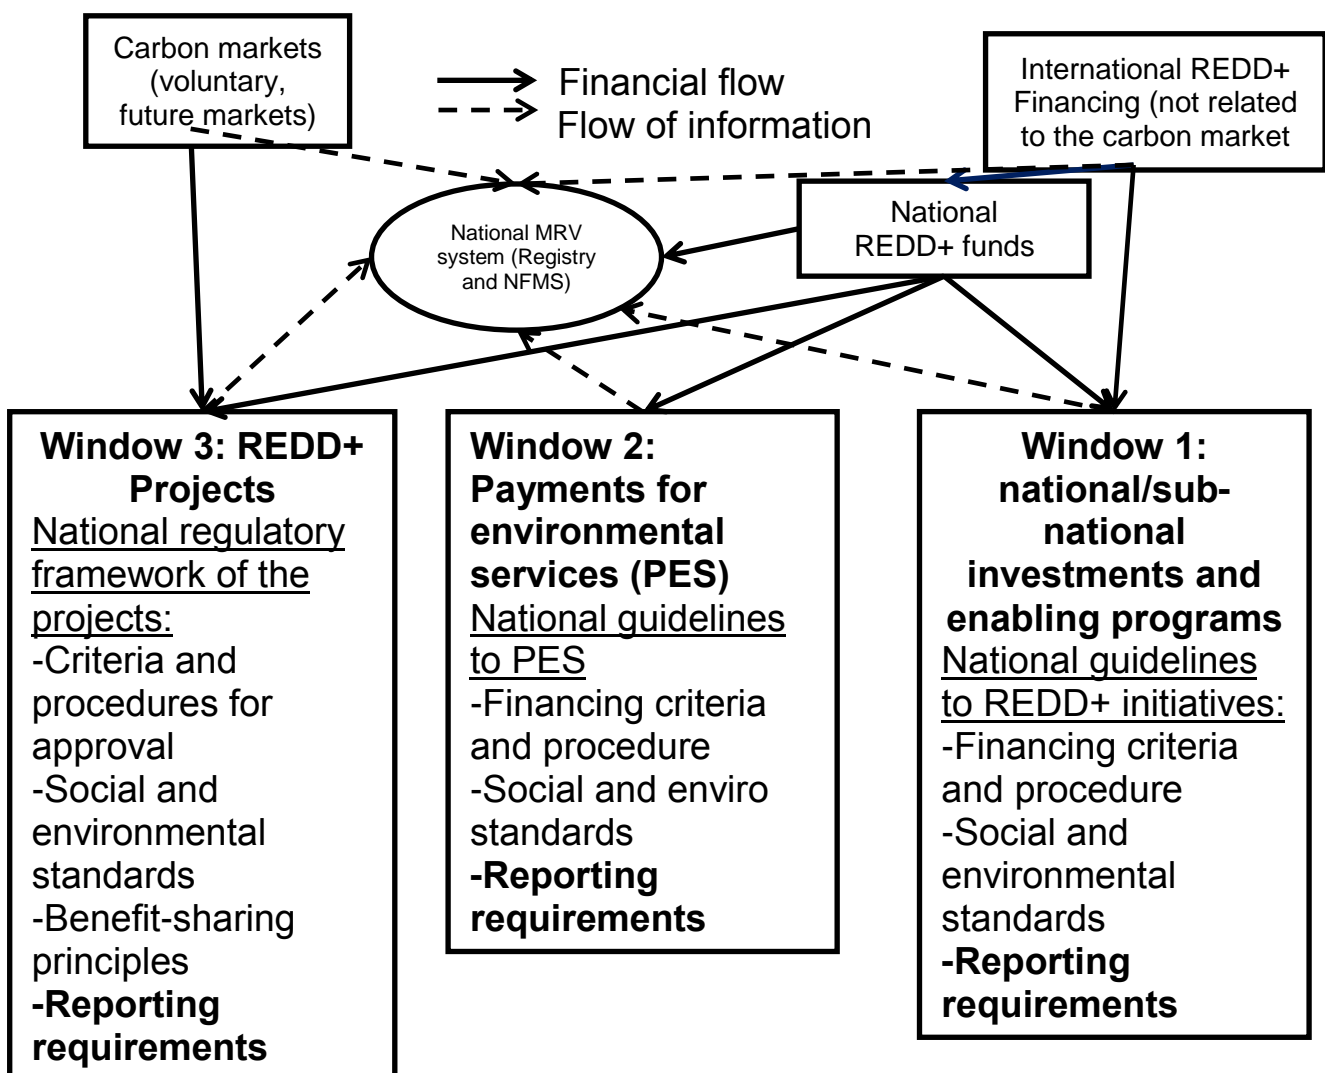 Carbon markets
(voluntary,
future markets)
Financial flow
Flow of information
International REDD+
Financing (not related
to the carbon market
National MRV
system (Registry
and NFMS)
National
REDD+ funds
Window 3: REDD+
Projects
National regulatory
framework of the
projects:
-Criteria and
procedures for
approval
-Social and
environmental
standards
-Benefit-sharing
principles
-Reporting
requirements
Window 2:
Payments for
environmental
services (PES)
National guidelines
to PES
-Financing criteria
and procedure
-Social and enviro
standards
-Reporting
requirements
Window 1:
national/sub-
national
investments and
enabling programs
National guidelines
to REDD+ initiatives:
-Financing criteria
and procedure
-Social and
environmental
standards
-Reporting
requirements